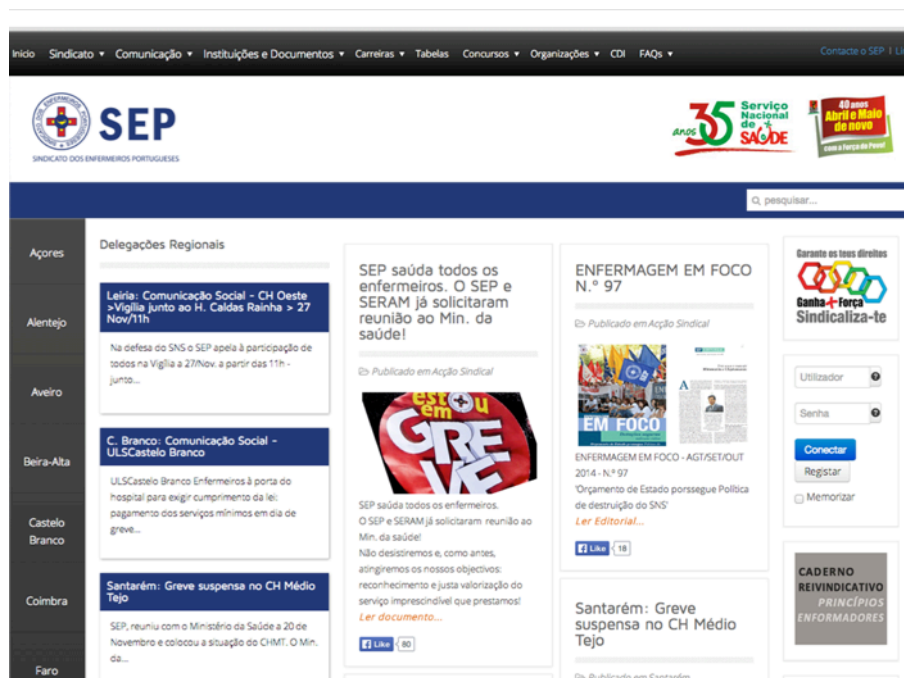 Início Sindicato Comunicação Instituições e Documentos Carreiras Tabelas Concursos Organizações CDI FAQs Contacte o SEP | Li
SINDICATO DOS ENFERMEIROS PORTUGUESES
SEP
SINDICATO DOS ENFERMEIROS PORTUGUESES
35 anos
Serviço
Nacional
de +
SAÚDE
40 anos
Abril e Maio
de novo
com a Força do Povo!
pesquisar...
Açores
Alentejo
Aveiro
Beira-Alta
Castelo
Branco
Coimbra
Faro
Delegações Regionais
Leiria: Comunicação Social - CH Oeste
>Vigília junto ao H. Caldas Rainha > 27
Nov/11h
Na defesa do SNS o SEP apela à participação de
todos na Vigília a 27/Nov. a partir das 11h -
junto...
C. Branco: Comunicação Social -
ULSCastelo Branco
ULSCastelo Branco Enfermeiros à porta do
hospital para exigir cumprimento da lei:
pagamento dos serviços mínimos em dia de
greve...
Santarém: Greve suspensa no CH Médio
Tejo
SEP, reuniu com o Ministério da Saúde a 20 de
Novembro e colocou a situação do CHMT. O Min.
da...
SEP saúda todos os
enfermeiros. O SEP e
SERAM já solicitaram
reunião ao Min. da
saúde!
Publicado em Acção Sindical
estou
em
GRE
VE
SEP saúda todos os enfermeiros.
O SEP e SERAM já solicitaram reunião ao
Min. da saúde!
Não desistiremos e, como antes,
atingiremos os nossos objectivos:
reconhecimento e justa valorização do
serviço imprescindível que prestamos!
Ler documento...
Like 80
ENFERMAGEM EM FOCO
N.º 97
Publicado em Acção Sindical
EM FOCO
ENFERMAGEM EM FOCO - AGT/SET/OUT
2014 - N.º 97
'Orçamento de Estado porssegue Política
de destruição do SNS'
Ler Editorial...
Like 18
Santarém: Greve
suspensa no CH Médio
Tejo
Publicado em Santarém
Garante os teus direitos
Ganha + Força
Sindicaliza-te
Utilizador
Senha
Conectar
Registar
Memorizar
CADERNO
REIVINDICATIVO
PRINCÍPIOS
ENFORMADORES